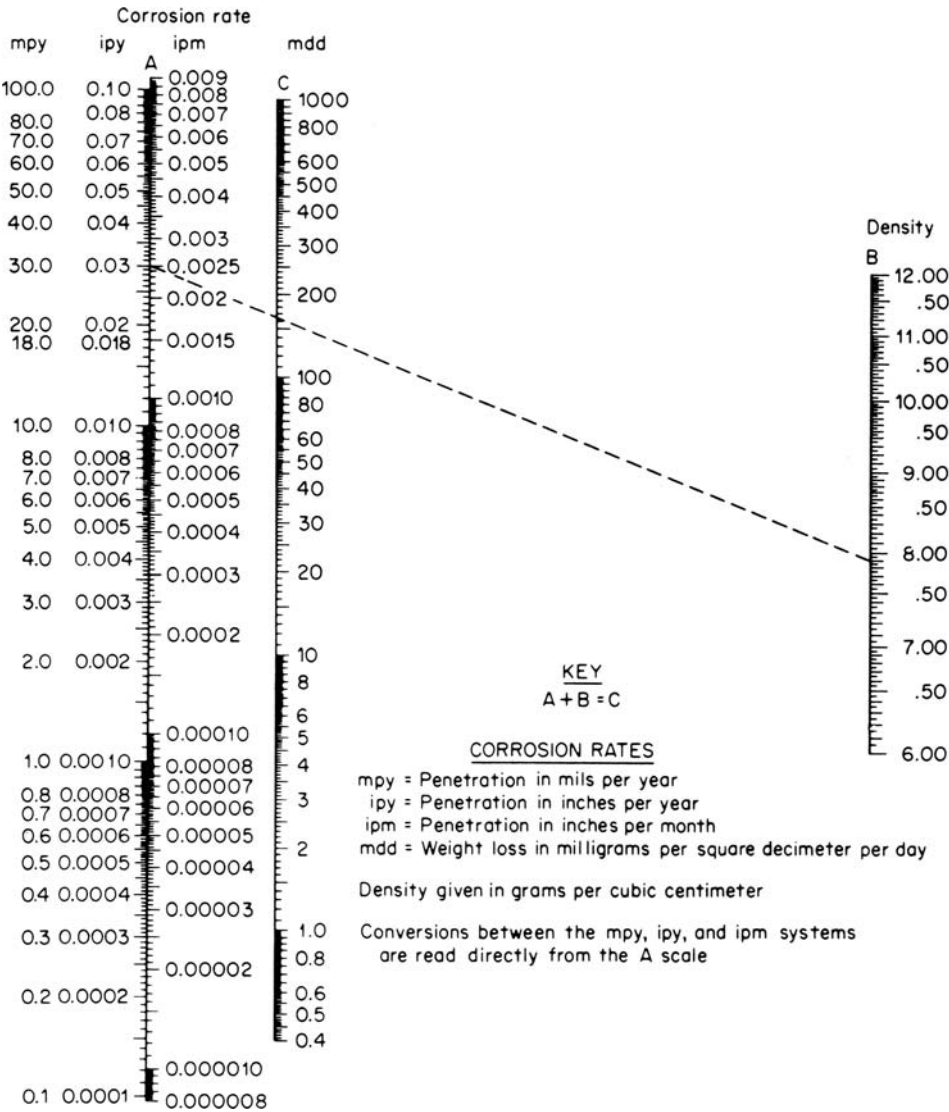 Corrosion rate
mpy ipy ipm mdd
A
C
100.0 0.10 0.009 1000
80.0 0.08 0.008 800
70.0 0.07 0.007 600
60.0 0.06 0.006 500
50.0 0.05 0.005 400
40.0 0.04 0.004 300
30.0 0.03 0.003 200
20.0 0.02 0.0025 100
18.0 0.018 0.002 80
10.0 0.010 0.0015 60
8.0 0.008 0.0010 50
7.0 0.007 0.0008 40
6.0 0.006 0.0007 30
5.0 0.005 0.0006 20
4.0 0.004 0.0005 10
3.0 0.003 0.0004 8
2.0 0.002 0.0003 6
1.0 0.0010 0.0002 5
0.8 0.0008 0.00010 4
0.7 0.0007 0.00008 3
0.6 0.0006 0.00007 2
0.5 0.0005 0.00006 1.0
0.4 0.0004 0.00005 0.8
0.3 0.0003 0.00004 0.6
0.2 0.0002 0.00003 0.5
0.1 0.0001 0.00002 0.4
0.000010
0.000008
Density
B
12.00
.50
11.00
.50
10.00
.50
9.00
.50
8.00
.50
7.00
.50
6.00
KEY
A + B = C
CORROSION RATES
mpy = Penetration in mils per year
ipy = Penetration in inches per year
ipm = Penetration in inches per month
mdd = Weight loss in milligrams per square decimeter per day
Density given in grams per cubic centimeter
Conversions between the mpy, ipy, and ipm systems
are read directly from the A scale